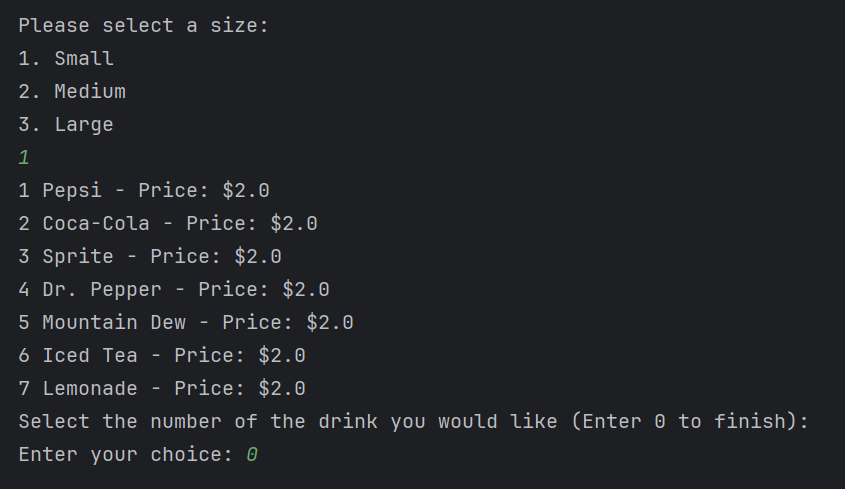 Please select a size:
1. Small
2. Medium
3. Large
1
1 Pepsi - Price: $2.0
2 Coca-Cola - Price: $2.0
3 Sprite - Price: $2.0
4 Dr. Pepper - Price: $2.0
5 Mountain Dew - Price: $2.0
6 Iced Tea - Price: $2.0
7 Lemonade - Price: $2.0
Select the number of the drink you would like (Enter 0 to finish):
Enter your choice: 0